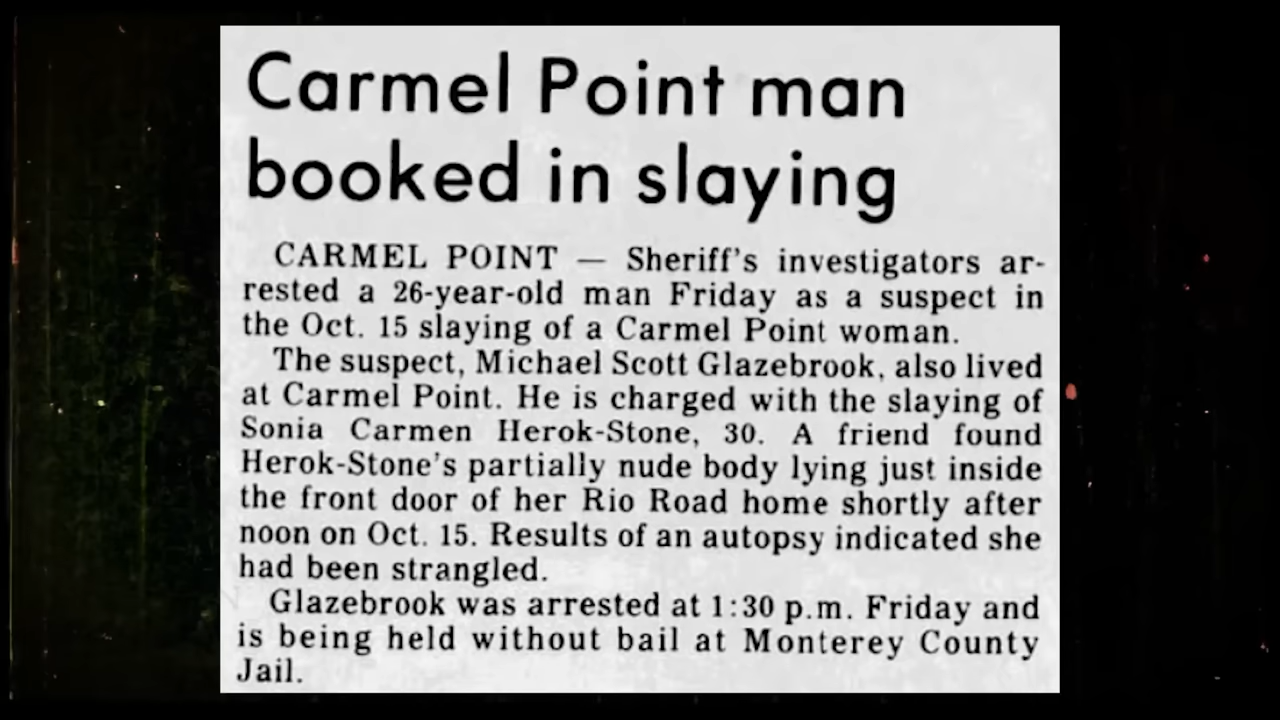 Carmel Point man
booked in slaying
CARMEL POINT — Sheriff's investigators ar-
rested a 26-year-old man Friday as a suspect in
the Oct. 15 slaying of a Carmel Point woman.
The suspect, Michael Scott Glazebrook, also lived
at Carmel Point. He is charged with the slaying of
Sonia Carmen Herok-Stone, 30. A friend found
Herok-Stone's partially nude body lying just inside
the front door of her Rio Road home shortly after
noon on Oct. 15. Results of an autopsy indicated she
had been strangled.
Glazebrook was arrested at 1:30 p.m. Friday and
is being held without bail at Monterey County
Jail.